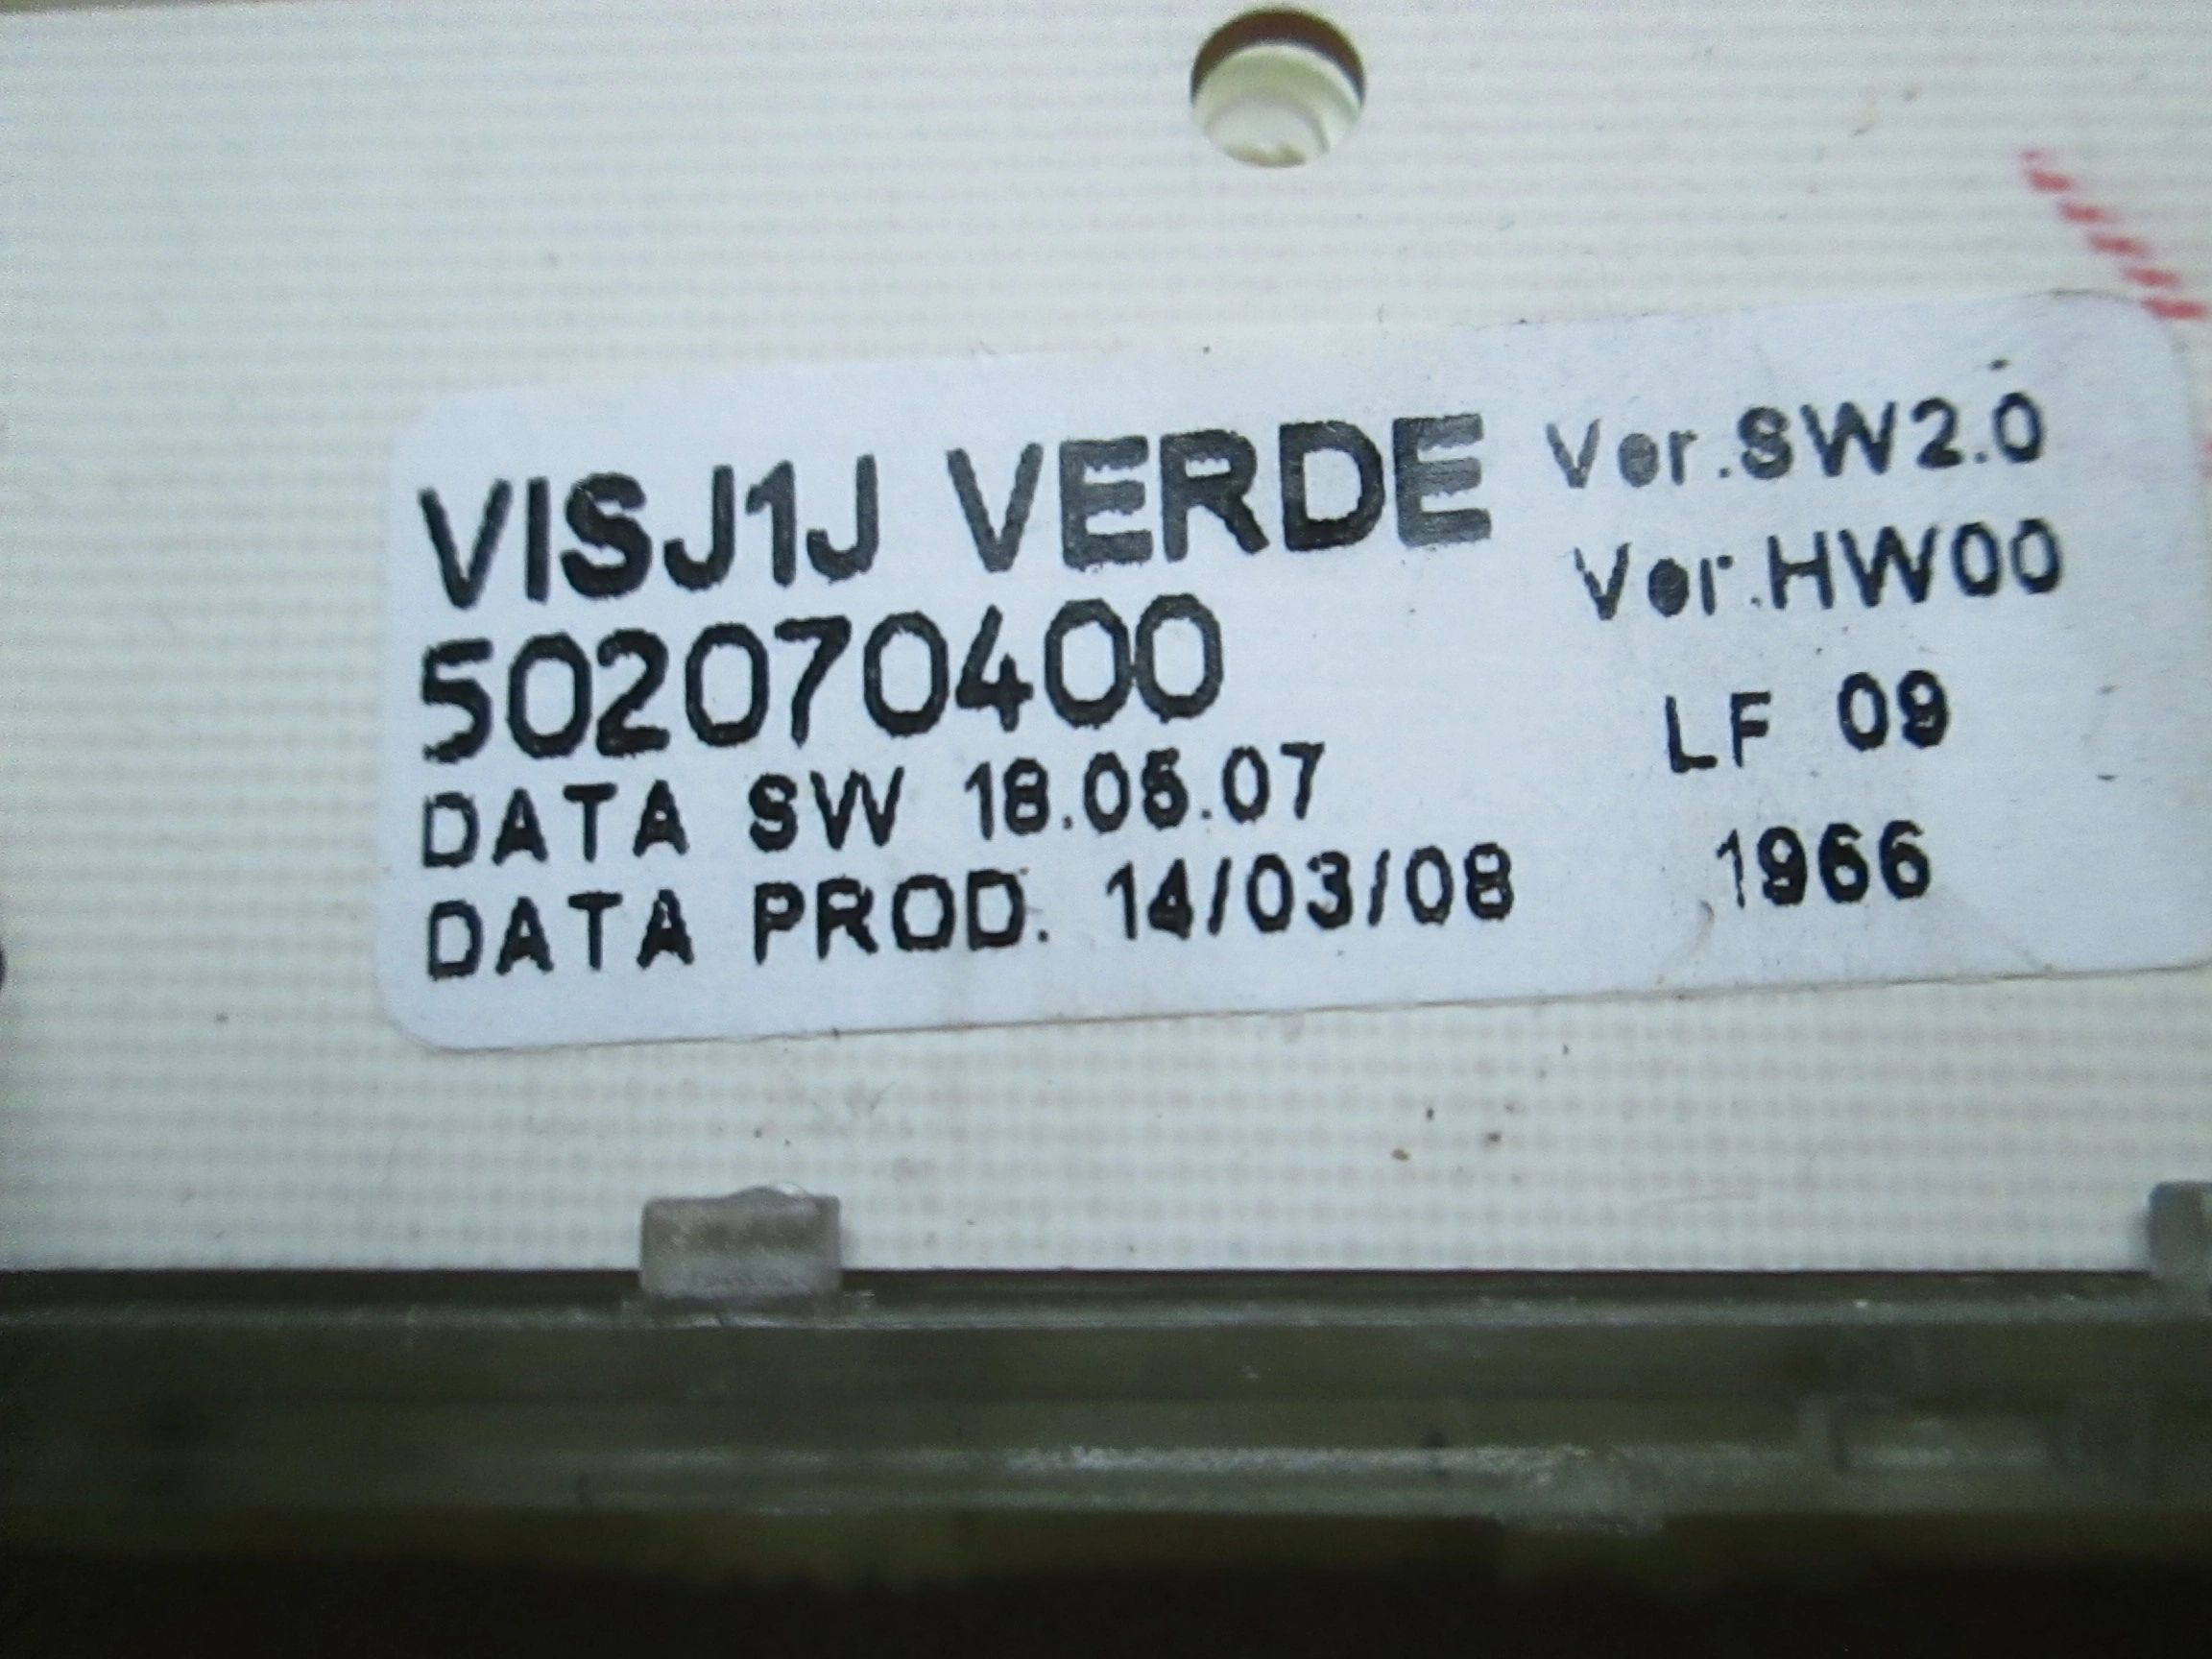 VISJ1J VERDE Ver.SW2.0
502070400 Ver.HW00
LF 09
DATA SW 18.05.07
DATA PROD. 14/03/08 1966